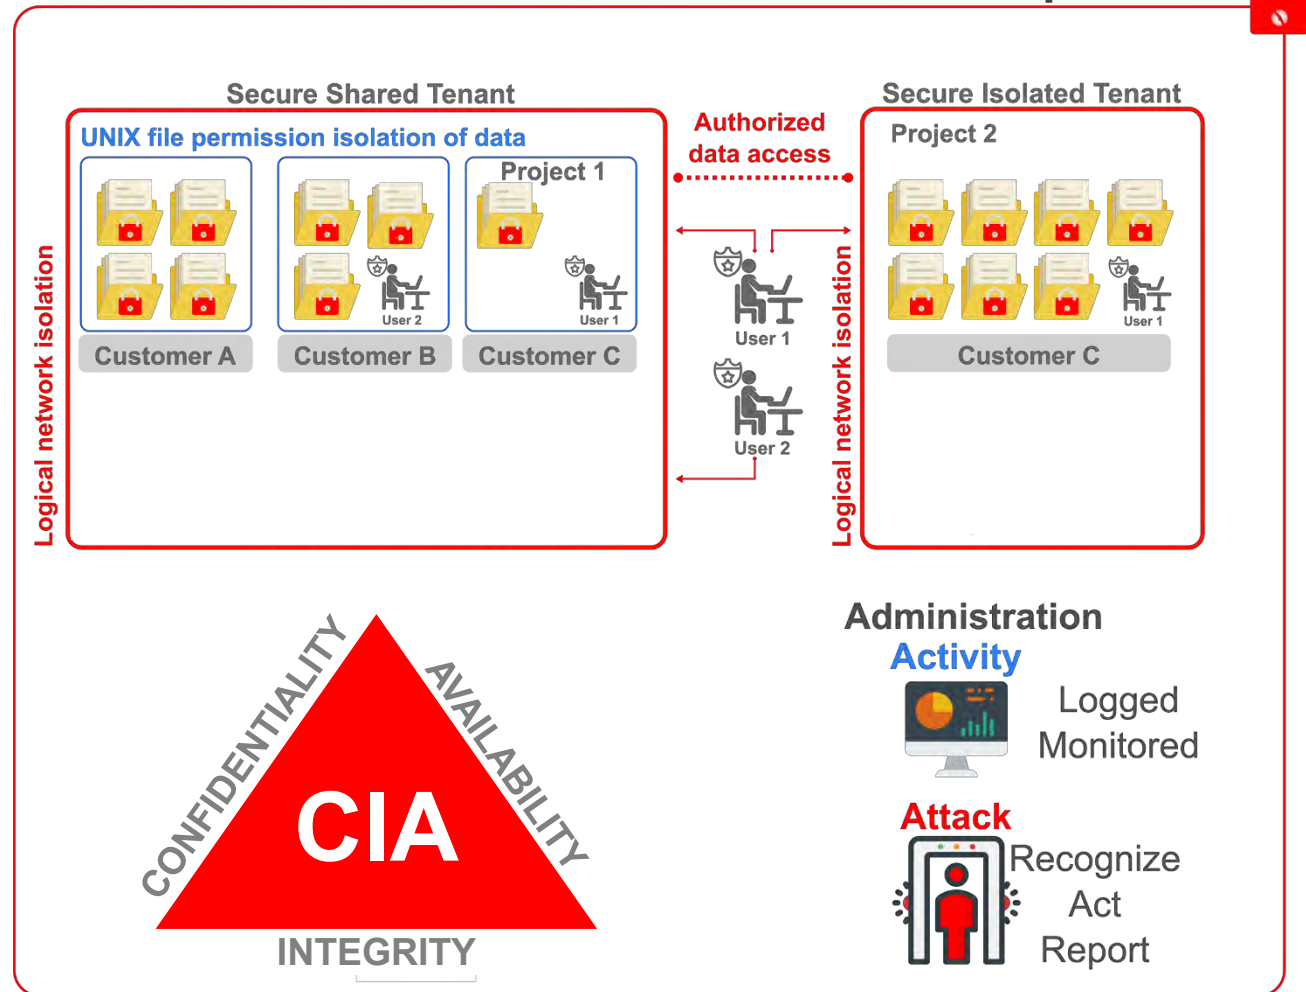 Secure Shared Tenant
UNIX file permission isolation of data
Project 1
User 2
User 1
Customer A
Customer B
Customer C
Logical network isolation
Authorized
data access
User 1
User 2
Secure Isolated Tenant
Project 2
User 1
Customer C
Logical network isolation
CONFIDENTIALITY
AVAILABILITY
CIA
INTEGRITY
Administration
Activity
Logged
Monitored
Attack
Recognize
Act
Report